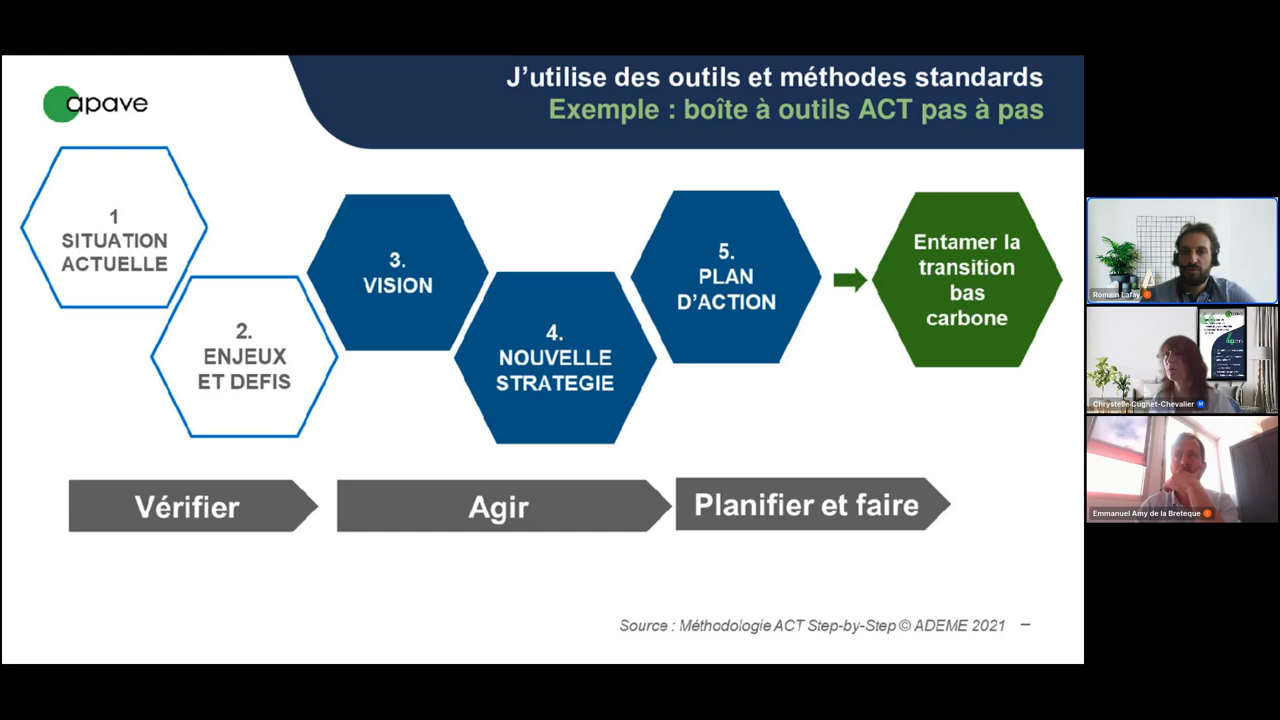 apave
J'utilise des outils et méthodes standards
Exemple : boîte à outils ACT pas à pas
1
SITUATION
ACTUELLE
2.
ENJEUX
ET DEFIS
3.
VISION
4.
NOUVELLE
STRATEGIE
5.
PLAN
D'ACTION
Entamer la
transition
bas
carbone
Vérifier
Agir
Planifier et faire
Source : Méthodologie ACT Step-by-Step © ADEME 2021 –
Romain Lafay
Chrystelle Cugnet-Chevalier
Emmanuel Amy de la Breteque